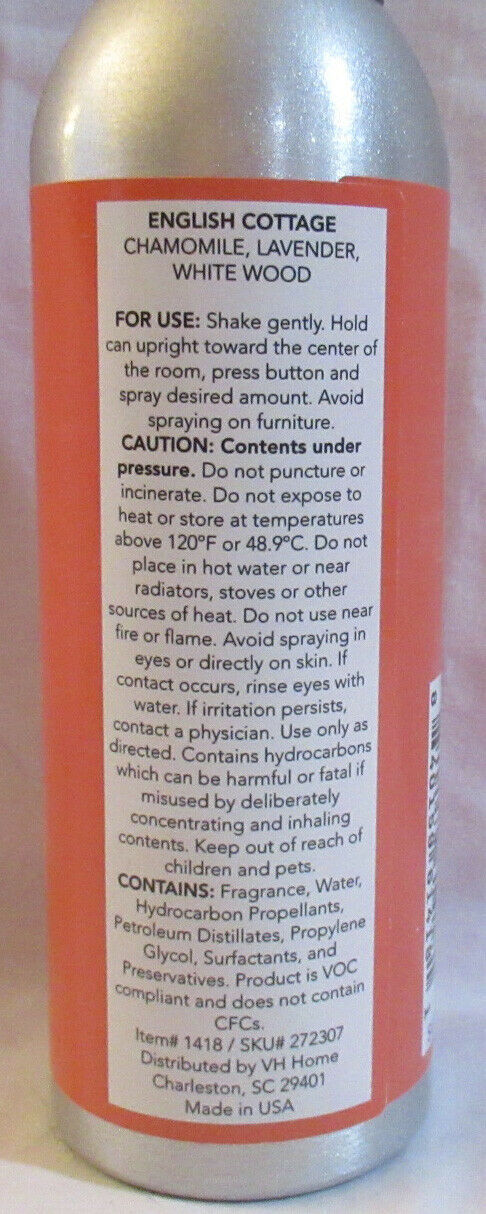 ENGLISH COTTAGE
CHAMOMILE, LAVENDER,
WHITE WOOD
FOR USE: Shake gently. Hold
can upright toward the center of
the room, press button and
spray desired amount. Avoid
spraying on furniture.
CAUTION: Contents under
pressure. Do not puncture or
incinerate. Do not expose to
heat or store at temperatures
above 120°F or 48.9°C. Do not
place in hot water or near
radiators, stoves or other
sources of heat. Do not use near
fire or flame. Avoid spraying in
eyes or directly on skin. If
contact occurs, rinse eyes with
water. If irritation persists,
contact a physician. Use only as
directed. Contains hydrocarbons
which can be harmful or fatal if
misused by deliberately
concentrating and inhaling
contents. Keep out of reach of
children and pets.
CONTAINS: Fragrance, Water,
Hydrocarbon Propellants,
Petroleum Distillates, Propylene
Glycol, Surfactants, and
Preservatives. Product is VOC
compliant and does not contain
CFCs.
Item# 1418 / SKU# 272307
Distributed by VH Home
Charleston, SC 29401
Made in USA